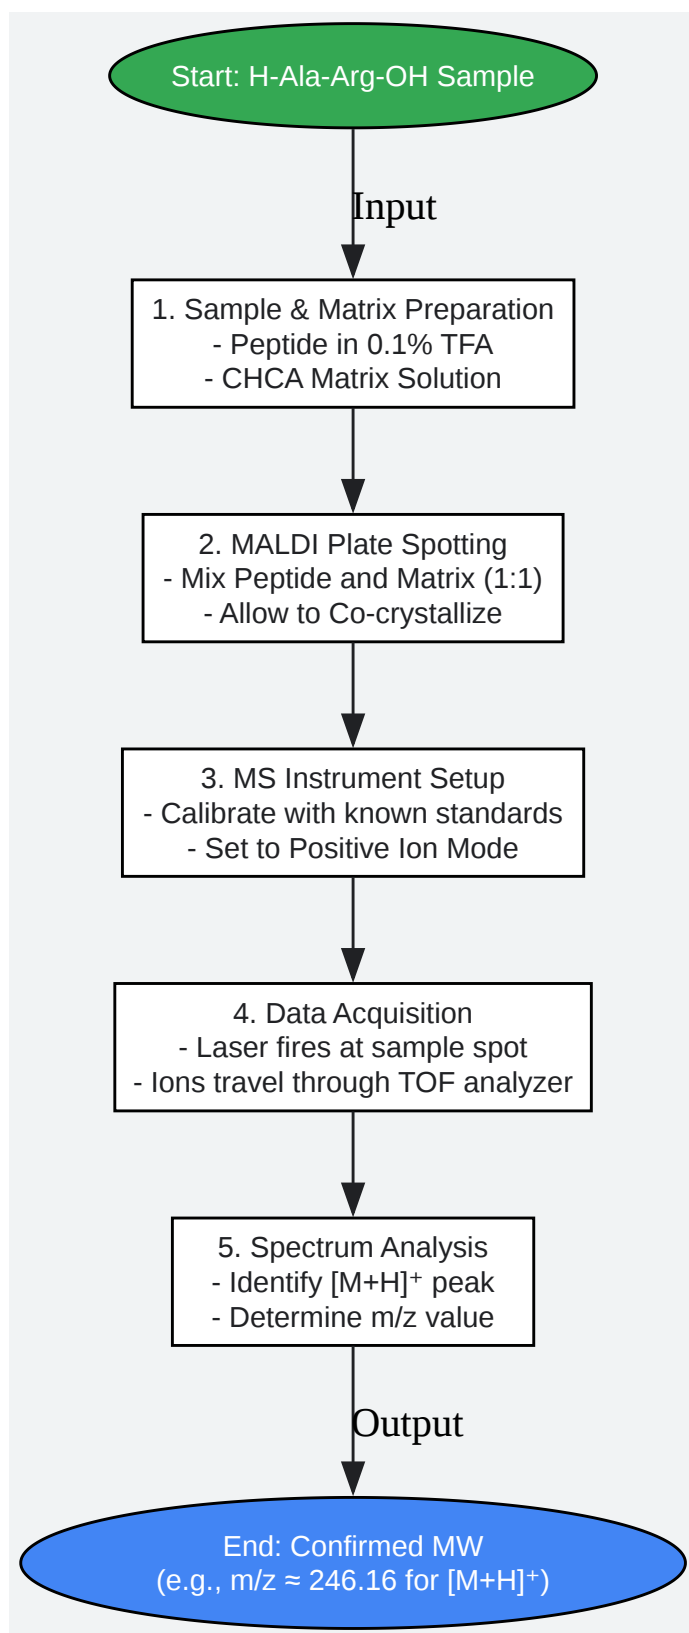 Start: H-Ala-Arg-OH Sample
Input
1. Sample & Matrix Preparation
- Peptide in 0.1% TFA
- CHCA Matrix Solution
2. MALDI Plate Spotting
- Mix Peptide and Matrix (1:1)
- Allow to Co-crystallize
3. MS Instrument Setup
- Calibrate with known standards
- Set to Positive Ion Mode
4. Data Acquisition
- Laser fires at sample spot
- Ions travel through TOF analyzer
5. Spectrum Analysis
- Identify [M+H]⁺ peak
- Determine m/z value
Output
End: Confirmed MW
(e.g., m/z ≈ 246.16 for [M+H]⁺)